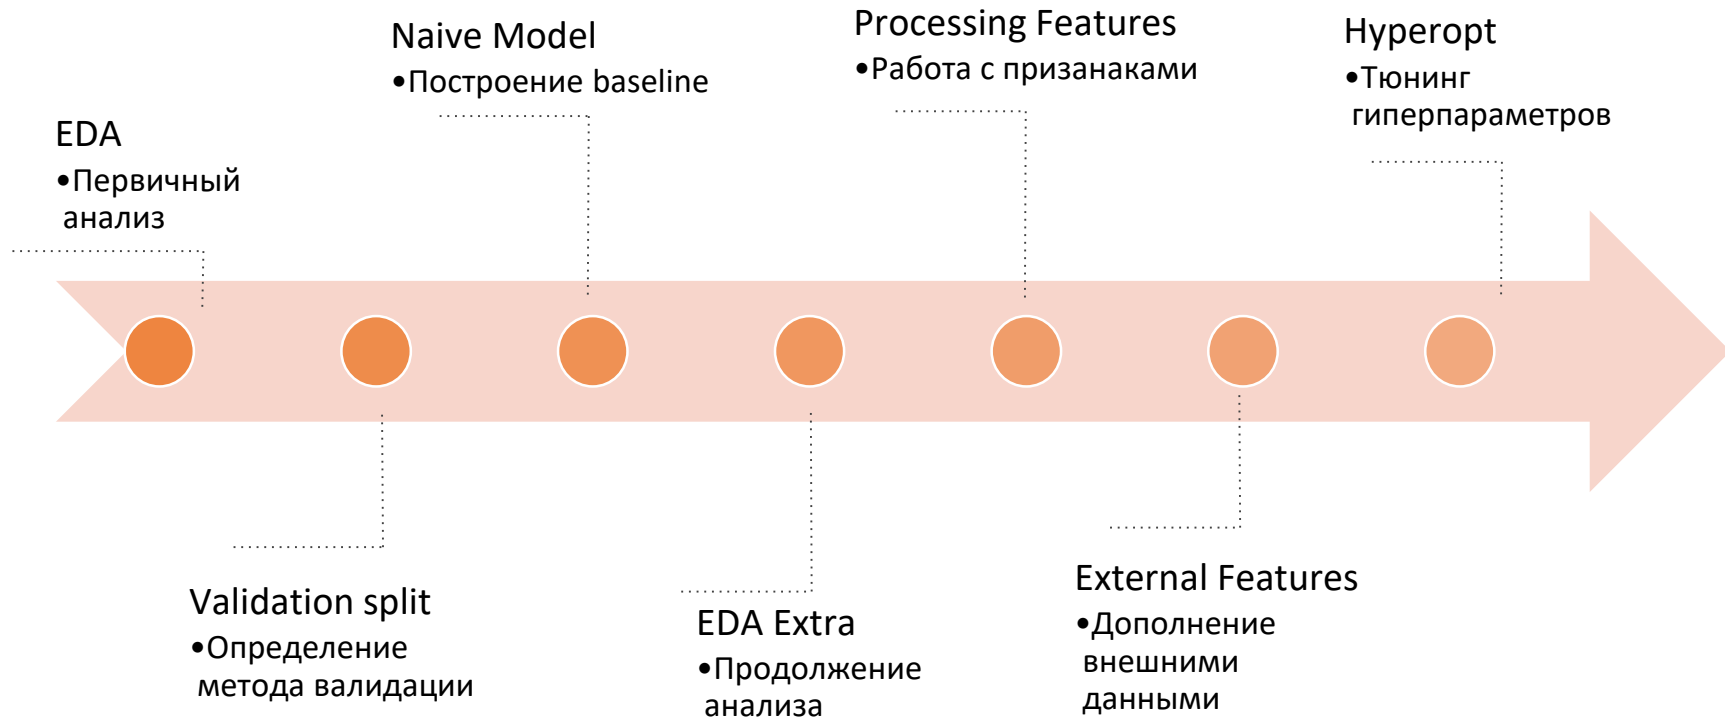 EDA
•Первичный
анализ
Validation split
•Определение
метода валидации
Naive Model
•Построение baseline
EDA Extra
•Продолжение
анализа
Processing Features
•Работа с призанаками
External Features
•Дополнение
внешними
данными
Hyperopt
•Тюнинг
гиперпараметров